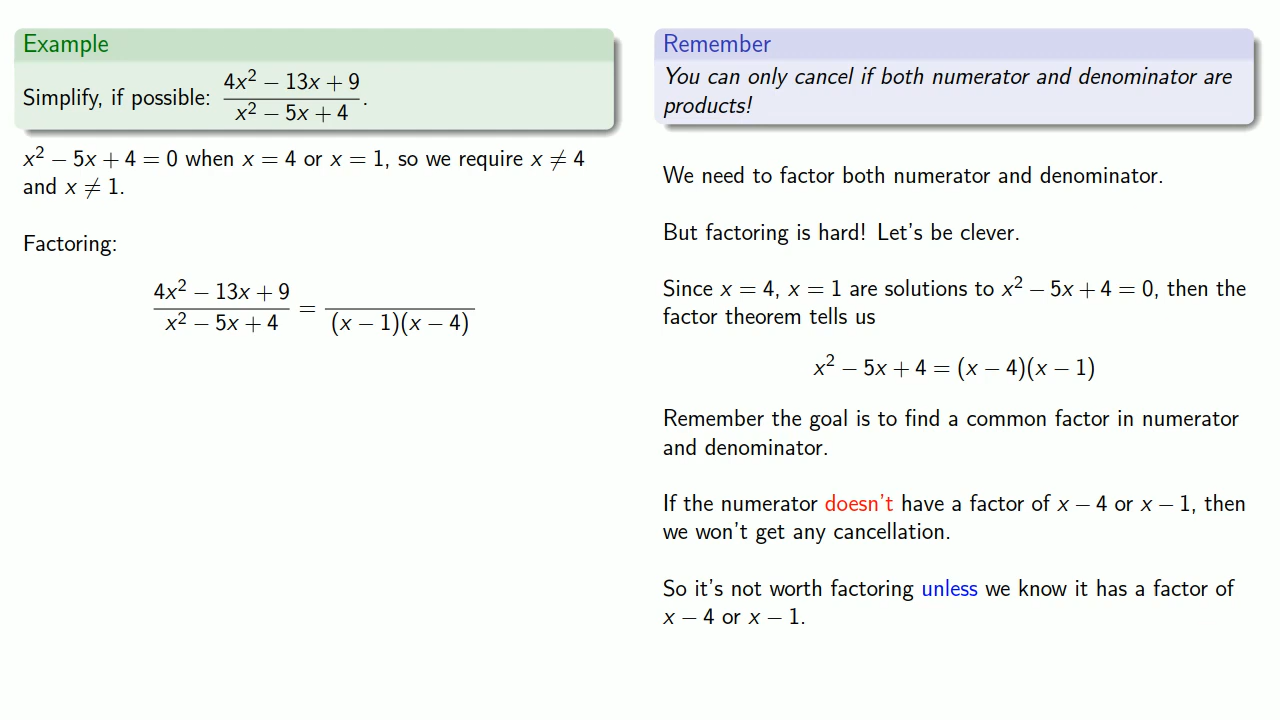 Example
Simplify, if possible: (4x² − 13x + 9)/(x² − 5x + 4).
x² − 5x + 4 = 0 when x = 4 or x = 1, so we require x ≠ 4
and x ≠ 1.
Factoring:
(4x² − 13x + 9)/(x² − 5x + 4) = /((x − 1)(x − 4))
Remember
You can only cancel if both numerator and denominator are
products!
We need to factor both numerator and denominator.
But factoring is hard! Let's be clever.
Since x = 4, x = 1 are solutions to x² − 5x + 4 = 0, then the
factor theorem tells us
x² − 5x + 4 = (x − 4)(x − 1)
Remember the goal is to find a common factor in numerator
and denominator.
If the numerator doesn't have a factor of x − 4 or x − 1, then
we won't get any cancellation.
So it's not worth factoring unless we know it has a factor of
x − 4 or x − 1.